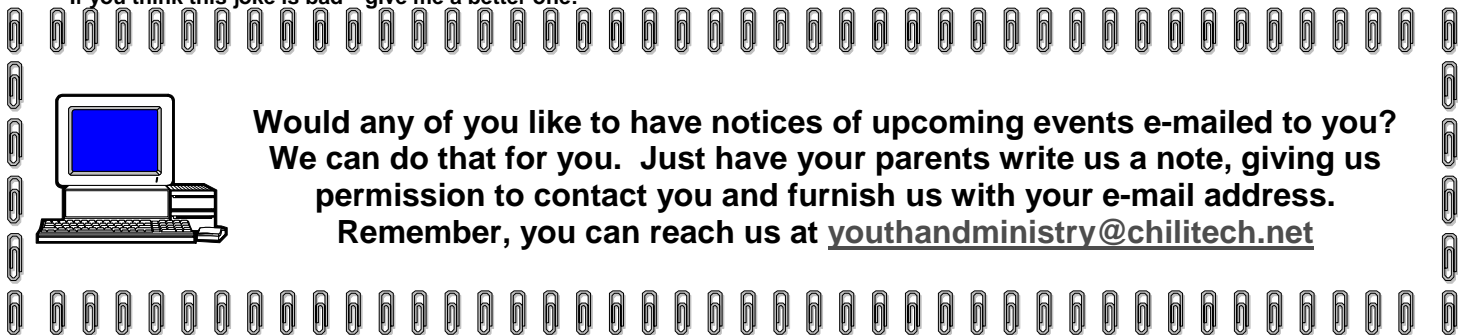 If you think this joke is bad – give me a better one.
Would any of you like to have notices of upcoming events e-mailed to you?
We can do that for you. Just have your parents write us a note, giving us
permission to contact you and furnish us with your e-mail address.
Remember, you can reach us at youthandministry@chilitech.net